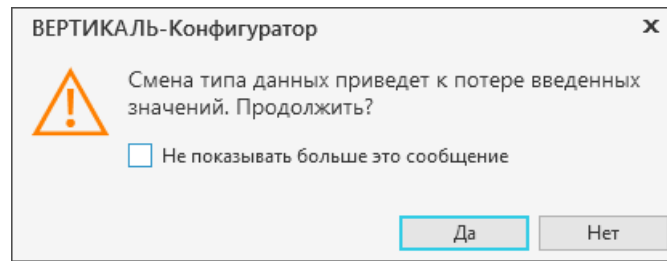 ВЕРТИКАЛЬ-Конфигуратор
Смена типа данных приведет к потере введенных
значений. Продолжить?
Не показывать больше это сообщение
Да
Нет